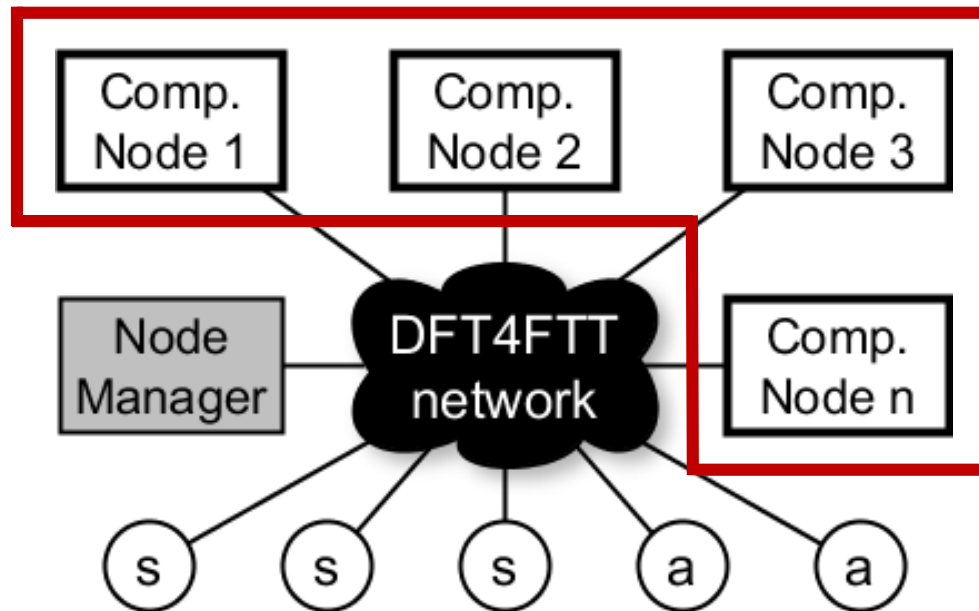 Comp.
Node 1
Comp.
Node 2
Comp.
Node 3
Node
Manager
DFT4FTT
network
Comp.
Node n
s
s
s
a
a